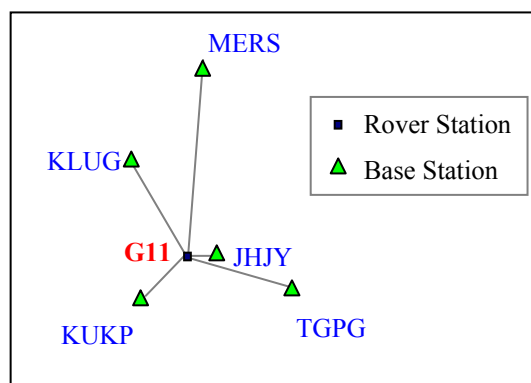 MERS
Rover Station
Base Station
KLUG
G11
JHJY
TGPG
KUKP